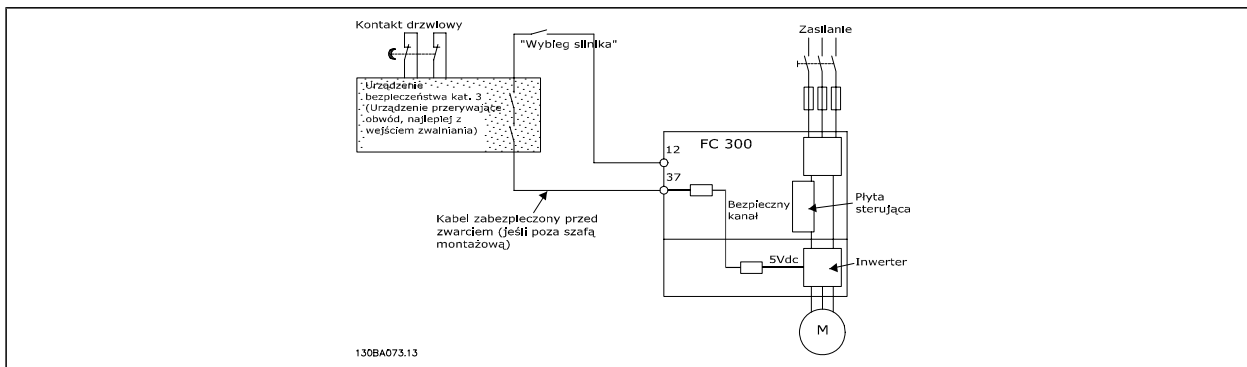 Kontakt drzwiowy
Zasilanie
"Wybieg silnika"
Urządzenie
bezpieczeństwa kat. 3
(Urządzenie przerywające
obwód, najlepiej z
wejściem zwalniania)
12
FC 300
37
Bezpieczny
kanał
Płyta
sterująca
Kabel zabezpieczony przed
zwarciem (jeśli poza szafą
montażową)
5Vdc
Inwerter
M
130BA073.13